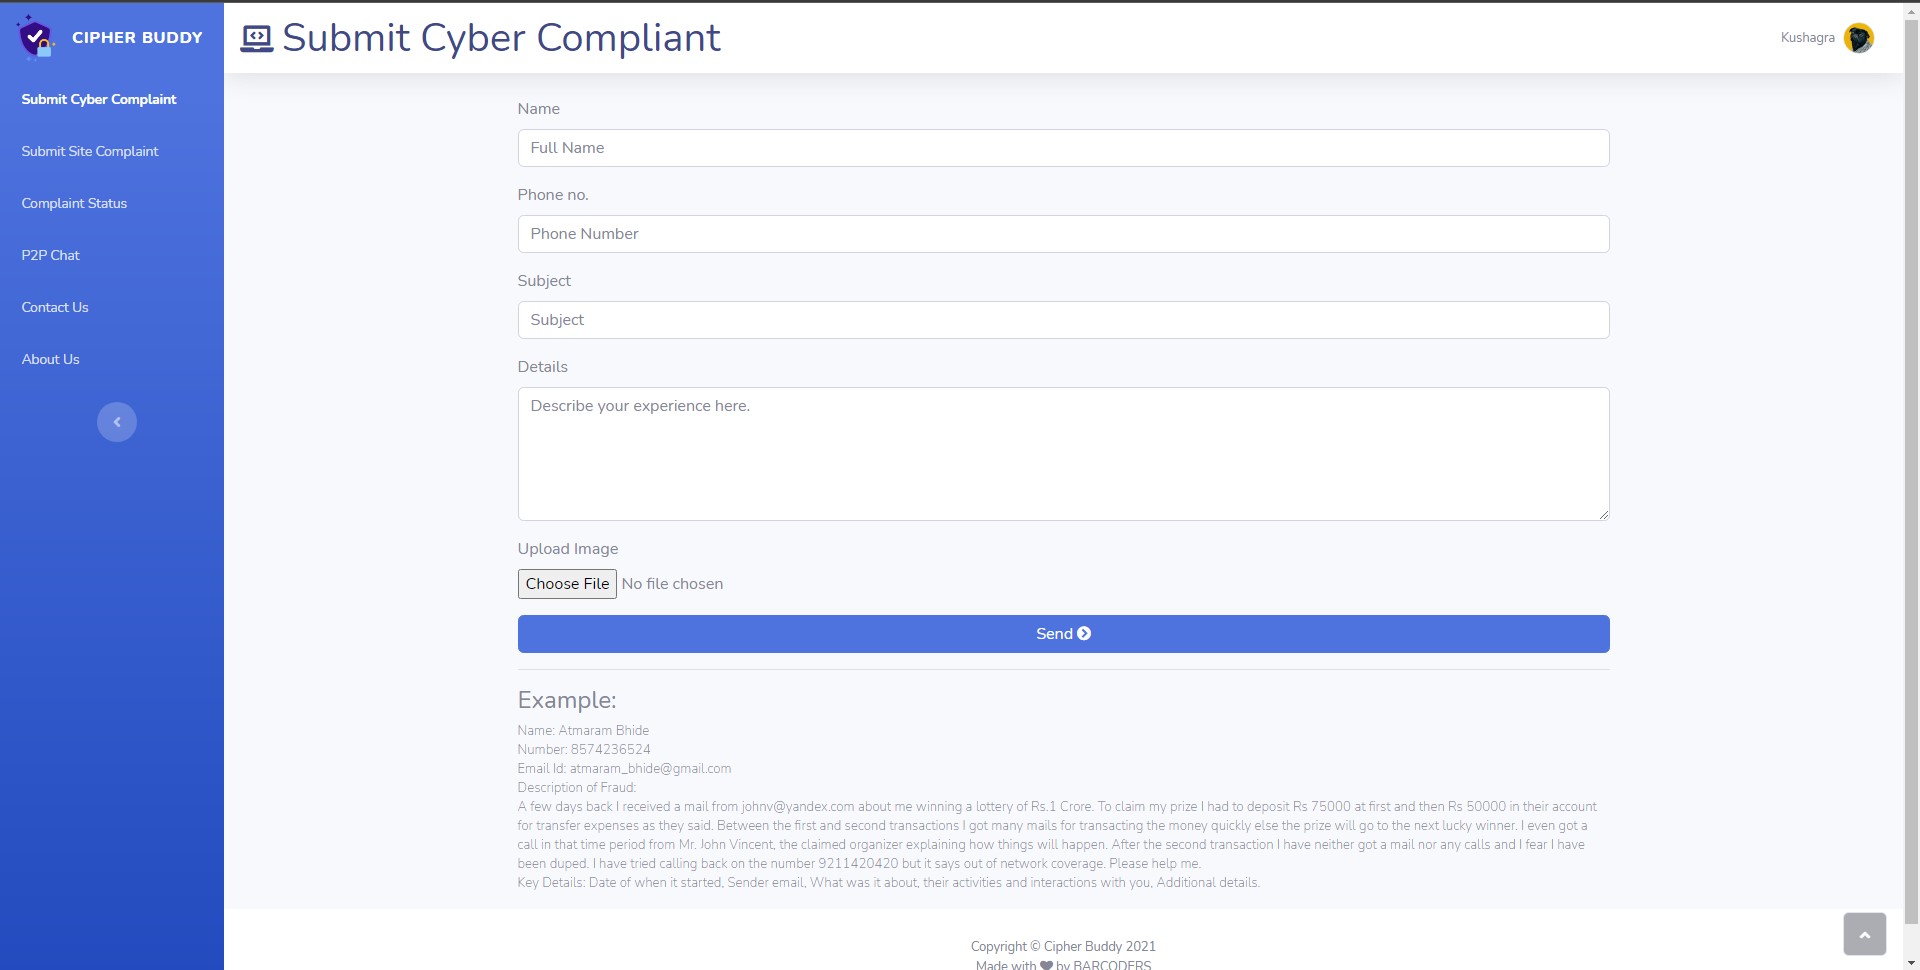 CIPHER BUDDY
Submit Cyber Complaint
Submit Site Complaint
Complaint Status
P2P Chat
Contact Us
About Us
Submit Cyber Compliant
Kushagra
Name
Full Name
Phone no.
Phone Number
Subject
Subject
Details
Describe your experience here.
Upload Image
Choose File No file chosen
Send
Example:
Name: Atmaram Bhide
Number: 8574236524
Email Id: atmaram_bhide@gmail.com
Description of Fraud:
A few days back I received a mail from johnv@yandex.com about me winning a lottery of Rs.1 Crore. To claim my prize I had to deposit Rs 75000 at first and then Rs 50000 in their account
for transfer expenses as they said. Between the first and second transactions I got many mails for transacting the money quickly else the prize will go to the next lucky winner. I even got a
call in that time period from Mr. John Vincent, the claimed organizer explaining how things will happen. After the second transaction I have neither got a mail nor any calls and I fear I have
been duped. I have tried calling back on the number 9211420420 but it says out of network coverage. Please help me.
Key Details: Date of when it started, Sender email, What was it about, their activities and interactions with you, Additional details.
Copyright © Cipher Buddy 2021
Made with ♥ by BARCODERS